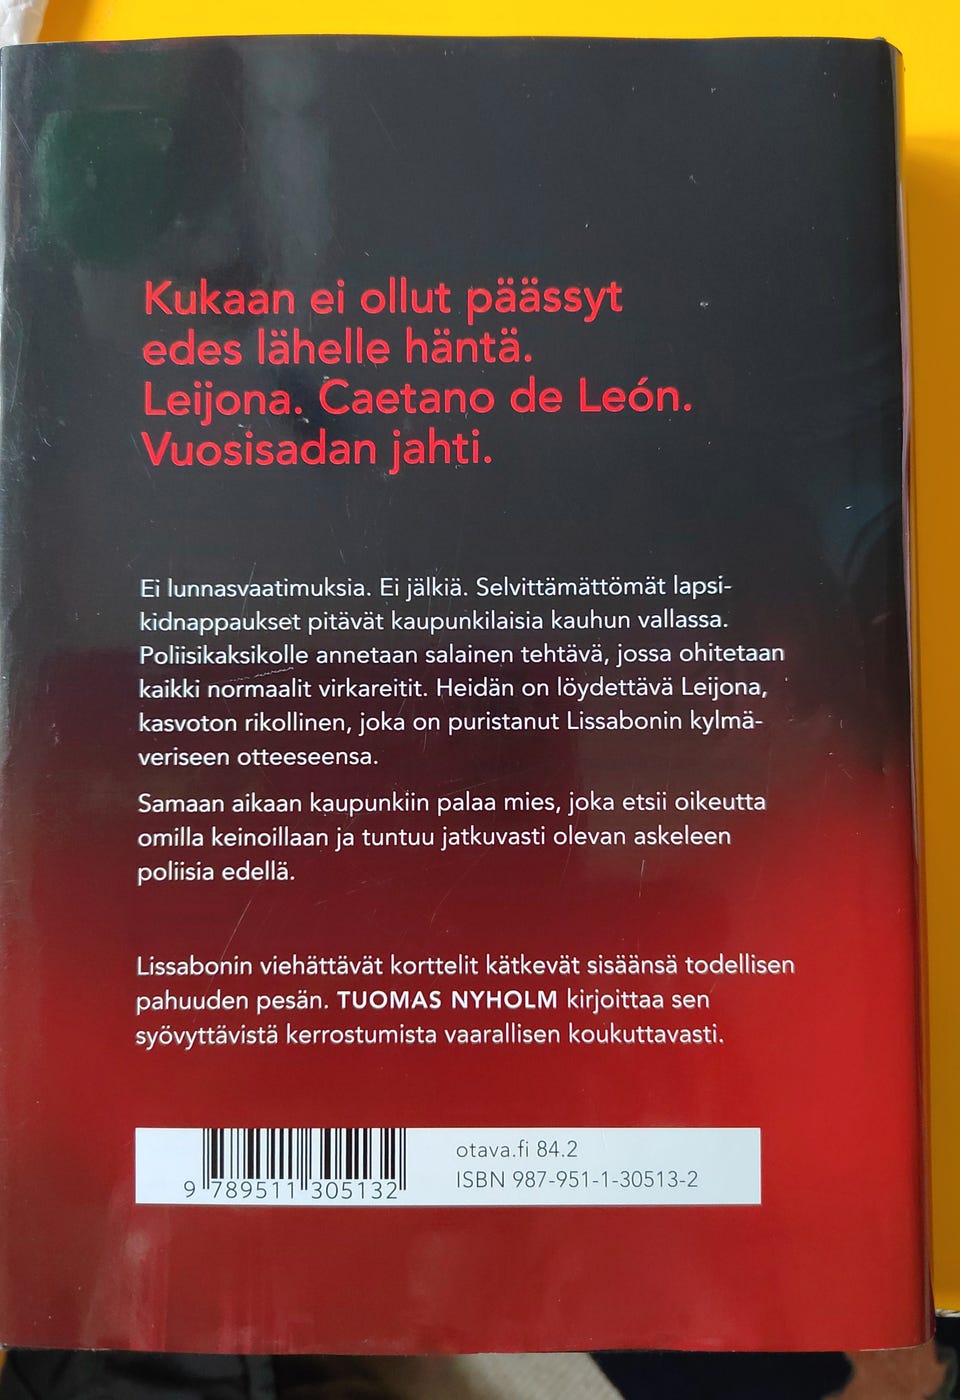 Kukaan ei ollut päässyt
edes lähelle häntä.
Leijona. Caetano de León.
Vuosisadan jahti.
Ei lunnasvaatimuksia. Ei jälkiä. Selvittämättömät lapsi-
kidnappaukset pitävät kaupunkilaisia kauhun vallassa.
Poliisikaksikolle annetaan salainen tehtävä, jossa ohitetaan
kaikki normaalit virkareitit. Heidän on löydettävä Leijona,
kasvoton rikollinen, joka on puristanut Lissabonin kylmä-
veriseen otteeseensa.
Samaan aikaan kaupunkiin palaa mies, joka etsii oikeutta
omilla keinoillaan ja tuntuu jatkuvasti olevan askeleen
poliisia edellä.
Lissabonin viehättävät korttelit kätkevät sisäänsä todellisen
pahuuden pesän. TUOMAS NYHOLM kirjoittaa sen
syövyttävistä kerrostumista vaarallisen koukuttavasti.
otava.fi 84.2
ISBN 987-951-1-30513-2
9 789511 305132